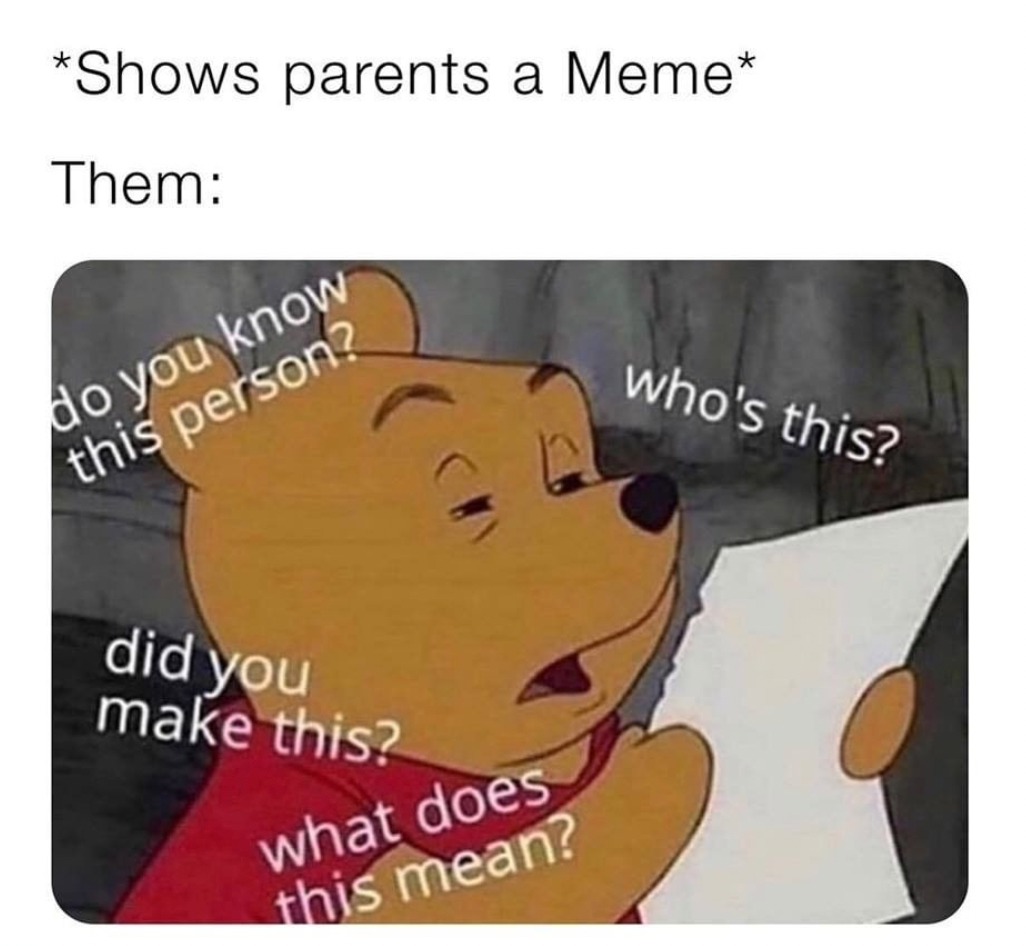 *Shows parents a Meme*
Them:
do you know
this person?
who's this?
did you
make this?
what does
this mean?